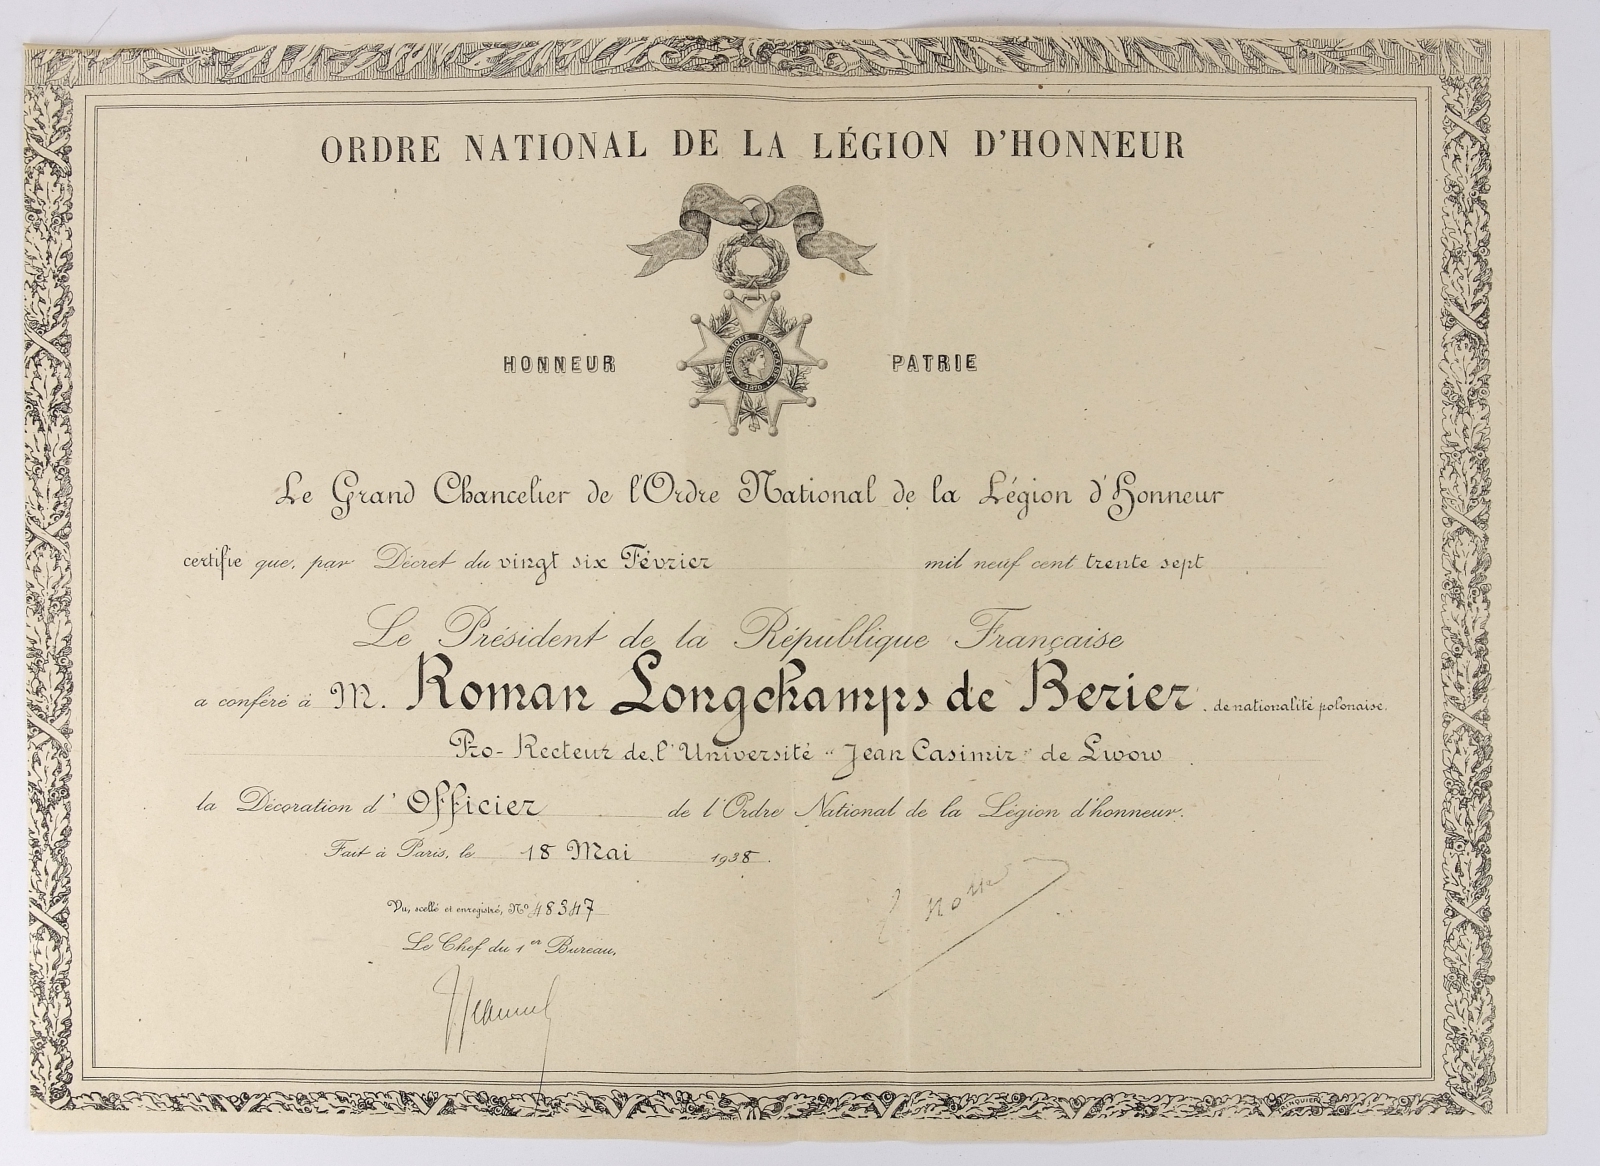 ORDRE NATIONAL DE LA LÉGION D'HONNEUR
RÉPUBLIQUE FRANÇAISE
1870
HONNEUR PATRIE
Le Grand Chancelier de l'Ordre National de la Légion d'Honneur
certifie que, par Décret du vingt six Février mil neuf cent trente sept
Le Président de la République Française
a conféré à M. Roman Longchamps de Berier, de nationalité polonaise.
Pro-Recteur de l'Université "Jean Casimir" de Lwow
la Décoration d'Officier de l'Ordre National de la Légion d'honneur.
Fait à Paris, le 18 Mai 1938.
Vu, scellé et enregistré, No 48347
Le Chef du 1er Bureau,